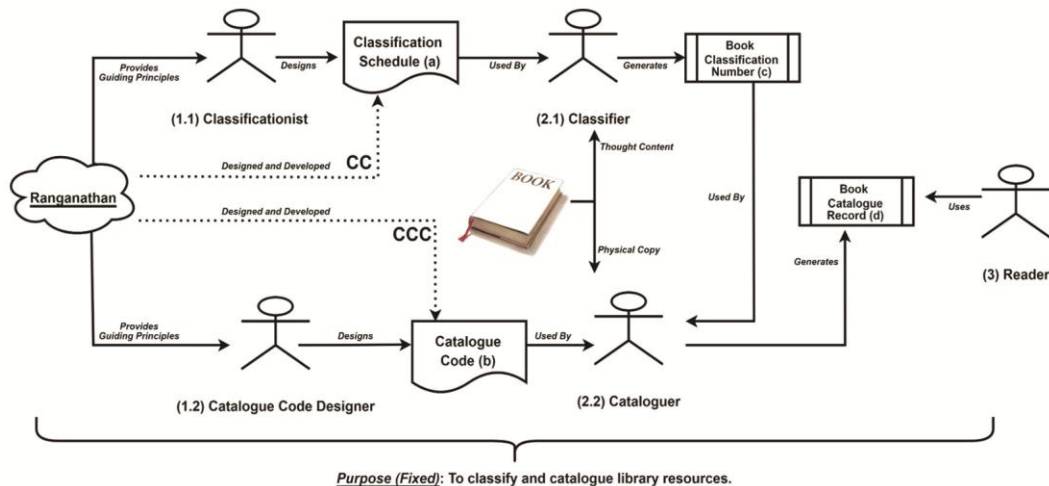 Provides
Guiding Principles
Designs
Classification
Schedule (a)
Used By
Generates
Book
Classification
Number (c)
(1.1) Classificationist
(2.1) Classifier
Thought Content
Designed and Developed
CC
BOOK
Ranganathan
Designed and Developed
CCC
Physical Copy
Used By
Book
Catalogue
Record (d)
Uses
Generates
(3) Reader
Provides
Guiding Principles
Designs
Catalogue
Code (b)
Used By
(1.2) Catalogue Code Designer
(2.2) Cataloguer
Purpose (Fixed): To classify and catalogue library resources.